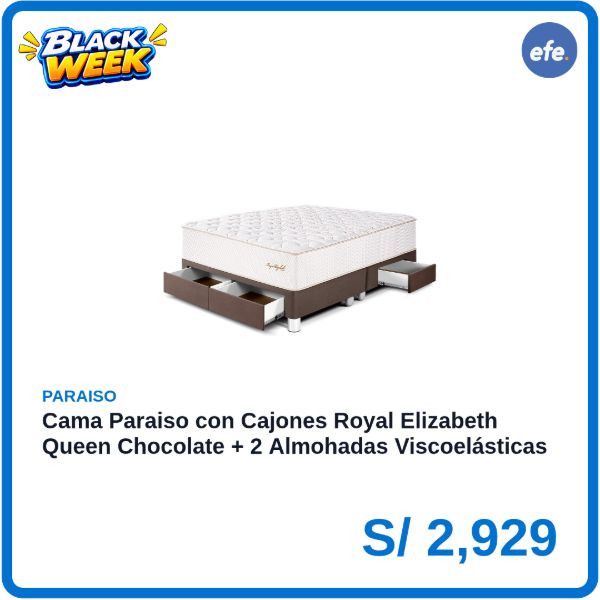 BLACK
WEEK
efe.
PARAISO
Cama Paraiso con Cajones Royal Elizabeth
Queen Chocolate + 2 Almohadas Viscoelásticas
S/ 2,929